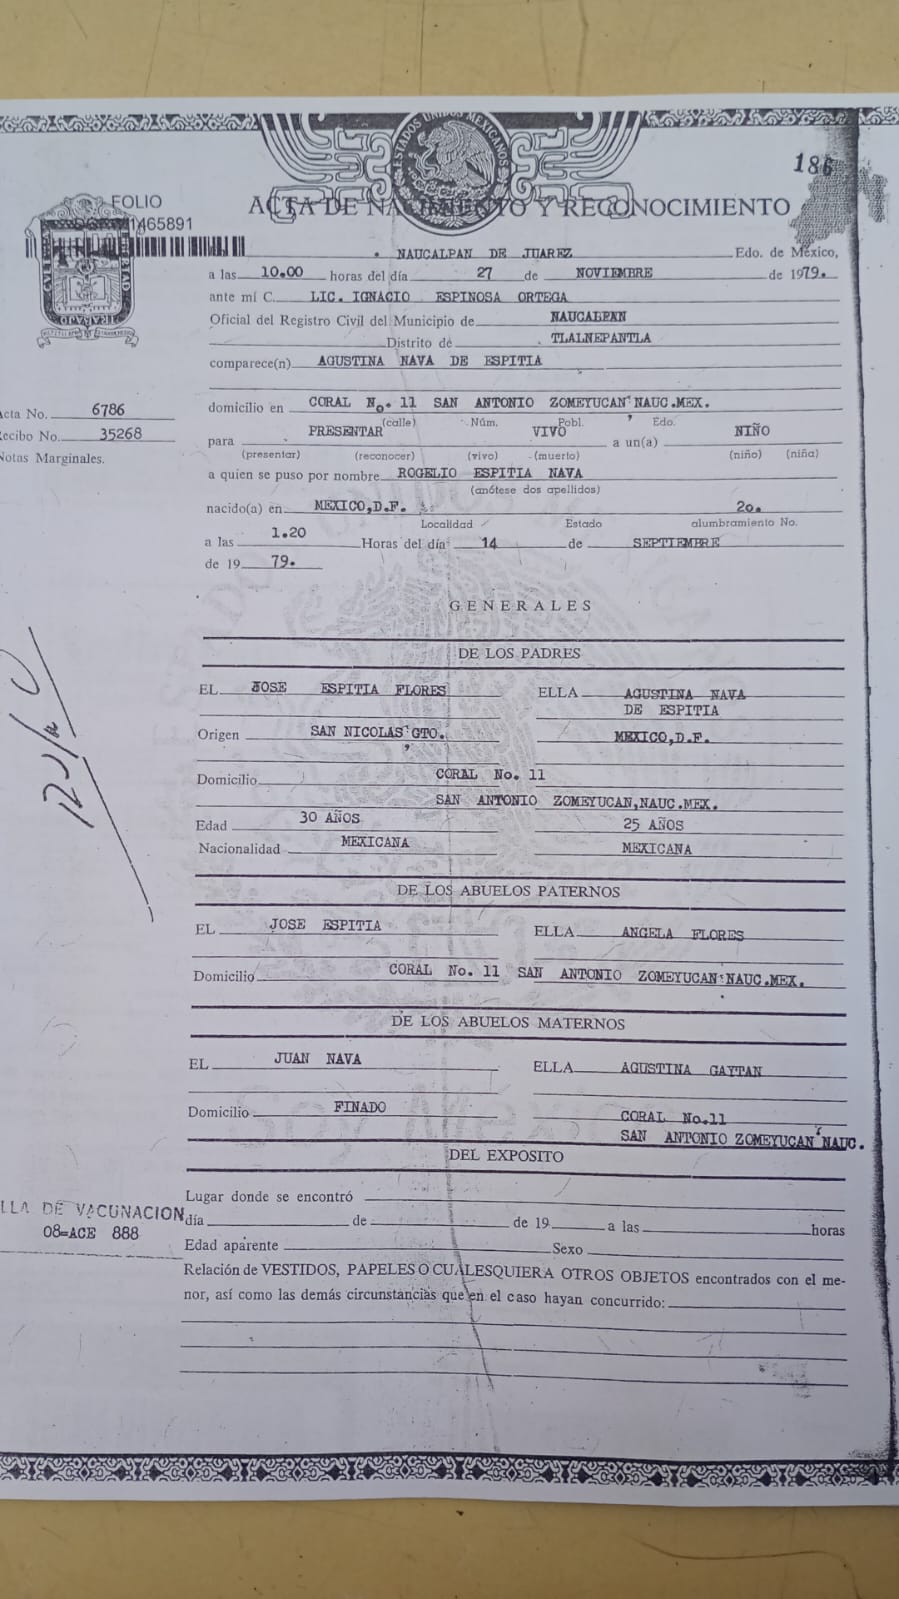 ESTADOS UNIDOS MEXICANOS
186
FOLIO
1465891
ACTA DE NACIMIENTO Y RECONOCIMIENTO
NAUCALPAN DE JUAREZ Edo. de México,
a las 10.00 horas del día 27 de NOVIEMBRE de 1979.
ante mí C. LIC. IGNACIO ESPINOSA ORTEGA
Oficial del Registro Civil del Municipio de NAUCALPAN
Distrito de TLALNEPANTLA
comparece(n) AGUSTINA NAVA DE ESPITIA
domicilio en CORAL No. 11 SAN ANTONIO ZOMEYUCAN, NAUC.MEX.
(calle) Núm. Pobl. Edo.
Acta No. 6786
Recibo No. 35268
Notas Marginales.
para PRESENTAR VIVO a un(a) NIÑO
(presentar) (reconocer) (vivo) (muerto) (niño) (niña)
a quien se puso por nombre ROGELIO ESPITIA NAVA
(anótese dos apellidos)
nacido(a) en MEXICO,D.F. 2o.
Localidad Estado alumbramiento No.
a las 1.20 Horas del día 14 de SEPTIEMBRE
de 19 79.
GENERALES
DE LOS PADRES
EL JOSE ESPITIA FLORES ELLA AGUSTINA NAVA
DE ESPITIA
Origen SAN NICOLAS, GTO. MEXICO,D.F.
Domicilio CORAL No. 11
SAN ANTONIO ZOMEYUCAN,NAUC.MEX.
Edad 30 AÑOS 25 AÑOS
Nacionalidad MEXICANA MEXICANA
DE LOS ABUELOS PATERNOS
EL JOSE ESPITIA ELLA ANGELA FLORES
Domicilio CORAL No. 11 SAN ANTONIO ZOMEYUCAN, NAUC.MEX.
DE LOS ABUELOS MATERNOS
EL JUAN NAVA ELLA AGUSTINA GAYTAN
Domicilio FINADO CORAL No.11
SAN ANTONIO ZOMEYUCAN, NAUC.
DEL EXPOSITO
Lugar donde se encontró
LLA DE VACUNACION
08-ACE 888
día de de 19 a las horas
Edad aparente Sexo
Relación de VESTIDOS, PAPELES O CUALESQUIERA OTROS OBJETOS encontrados con el me-
nor, así como las demás circunstancias que en el caso hayan concurrido: